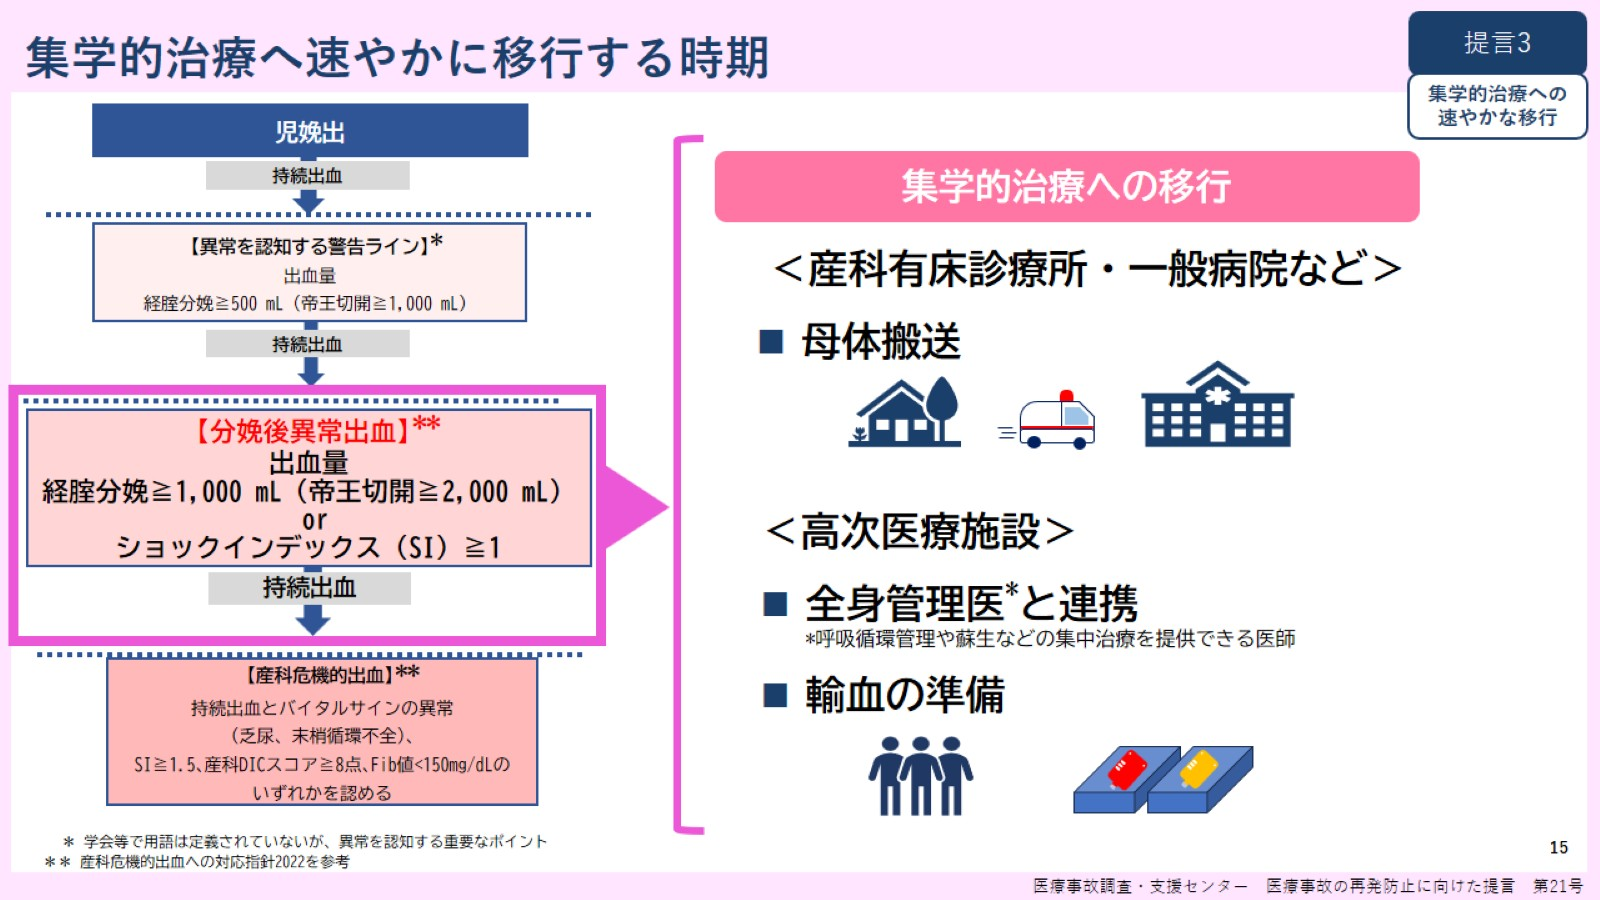 集学的治療へ速やかに移行する時期
提言3
集学的治療への
速やかな移行
児娩出
持続出血
【異常を認知する警告ライン】*
出血量
経腟分娩≧500 mL（帝王切開≧1,000 mL）
持続出血
【分娩後異常出血】**
出血量
経腟分娩≧1,000 mL（帝王切開≧2,000 mL）
or
ショックインデックス（SI）≧1
持続出血
【産科危機的出血】**
持続出血とバイタルサインの異常
（乏尿、末梢循環不全）、
SI≧1.5、産科DICスコア≧8点、Fib値<150mg/dLの
いずれかを認める
* 学会等で用語は定義されていないが、異常を認知する重要なポイント
** 産科危機的出血への対応指針2022を参考
集学的治療への移行
＜産科有床診療所・一般病院など＞
■ 母体搬送
＜高次医療施設＞
■ 全身管理医*と連携
*呼吸循環管理や蘇生などの集中治療を提供できる医師
■ 輸血の準備
15
医療事故調査・支援センター　医療事故の再発防止に向けた提言　第21号